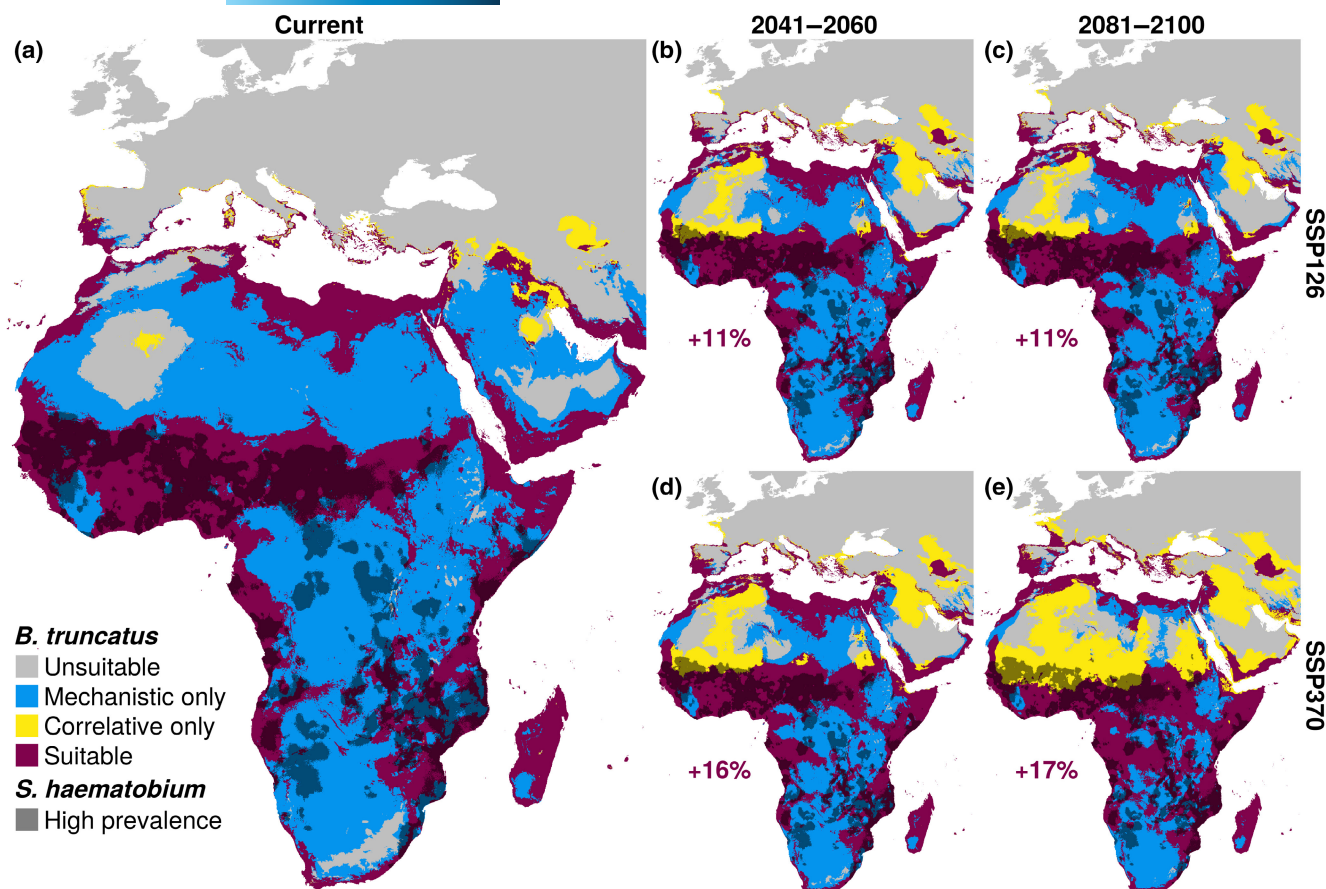 Current
2041–2060
2081–2100
(a)
(b)
(c)
SSP126
+11%
+11%
(d)
(e)
SSP370
+16%
+17%
B. truncatus
Unsuitable
Mechanistic only
Correlative only
Suitable
S. haematobium
High prevalence